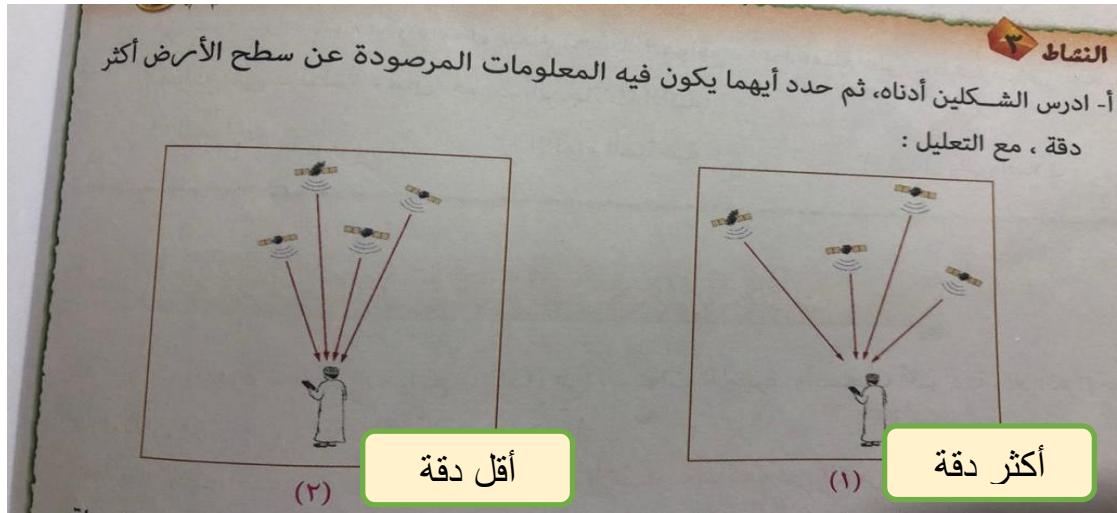 النشاط ٣
أ- ادرس الشكلين أدناه، ثم حدد أيهما يكون فيه المعلومات المرصودة عن سطح الأرض أكثر
دقة ، مع التعليل :
أكثر دقة
(١)
أقل دقة
(٢)